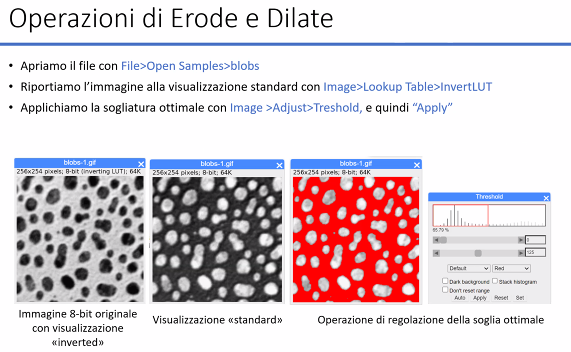 Operazioni di Erode e Dilate
• Apriamo il file con File>Open Samples>blobs
• Riportiamo l'immagine alla visualizzazione standard con Image>Lookup Table>InvertLUT
• Applichiamo la sogliatura ottimale con Image >Adjust>Treshold, e quindi “Apply”
blobs-1.gif
256x254 pixels; 8-bit (inverting LUT); 64K
blobs-1.gif
256x254 pixels; 8-bit; 64K
blobs-1.gif
256x254 pixels; 8-bit; 64K
Threshold
65.79 %
0
125
Default Red
Dark background Stack histogram
Don't reset range
Auto Apply Reset Set
Immagine 8-bit originale
con visualizzazione
«inverted»
Visualizzazione «standard»
Operazione di regolazione della soglia ottimale